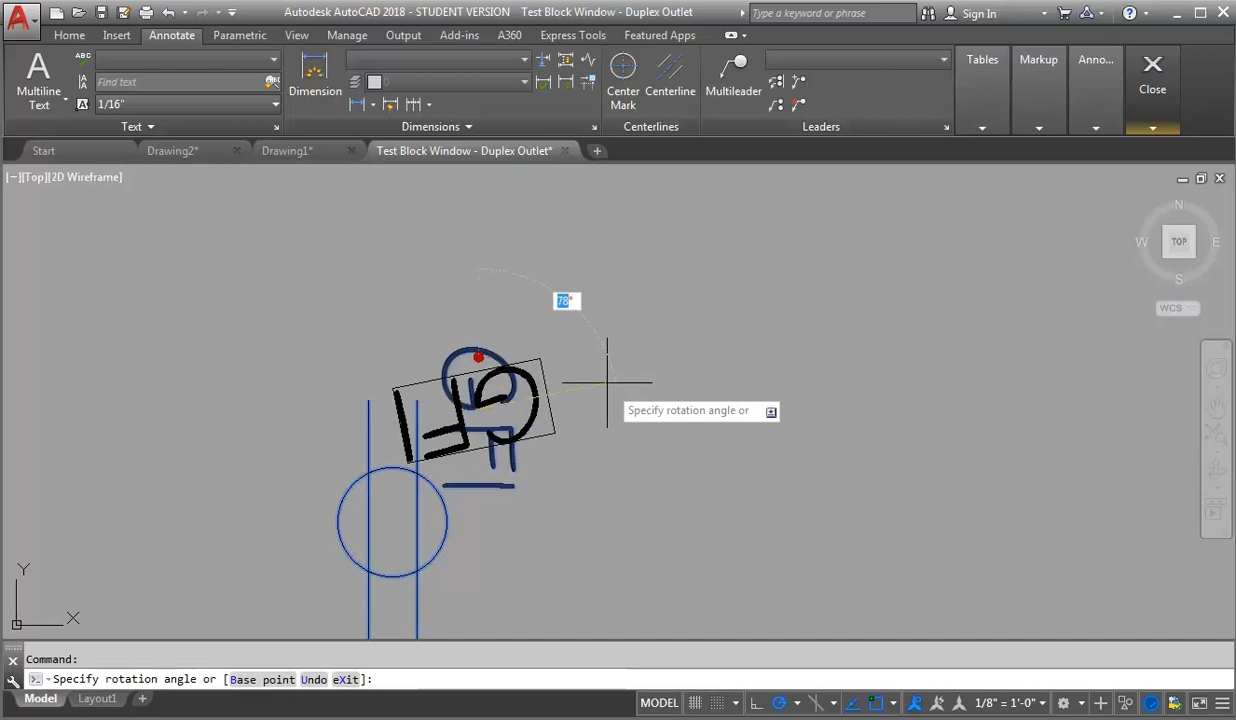 Autodesk AutoCAD 2018 - STUDENT VERSION Test Block Window - Duplex Outlet Type a keyword or phrase Sign In
Home Insert Annotate Parametric View Manage Output Add-ins A360 Express Tools Featured Apps
A ABC
Multiline
Text
Find text
1/16"
Dimension
0
Center
Mark
Centerline
Multileader
Tables
Markup
Anno...
Close
Text Dimensions Centerlines Leaders
Start Drawing2* Drawing1* Test Block Window - Duplex Outlet*
[−][Top][2D Wireframe]
N
W TOP E
S
WCS
78°
Specify rotation angle or
Y
X
Command:
Specify rotation angle or [Base point Undo eXit]:
Model Layout1
MODEL 1/8" = 1'-0"